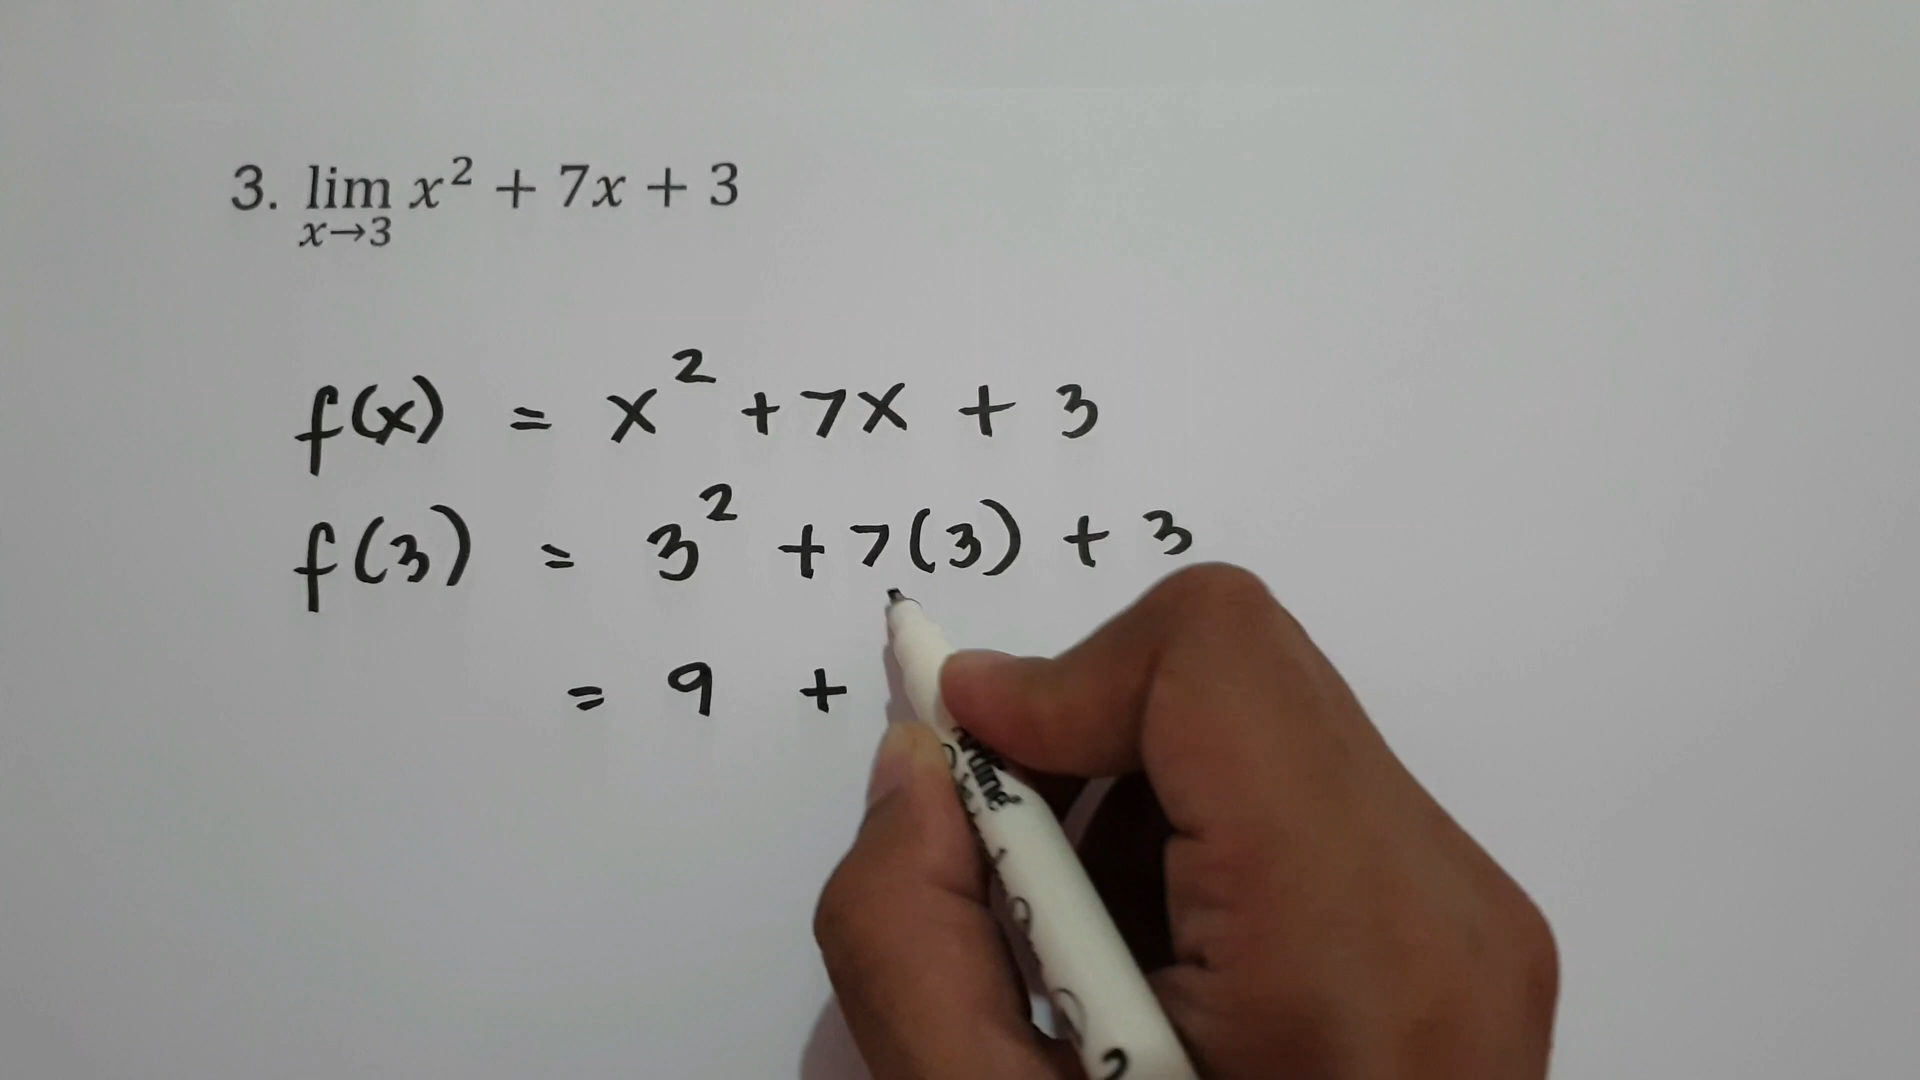 3. lim x² + 7x + 3
x→3
f(x) = x² + 7x + 3
f(3) = 3² + 7(3) + 3
= 9 +